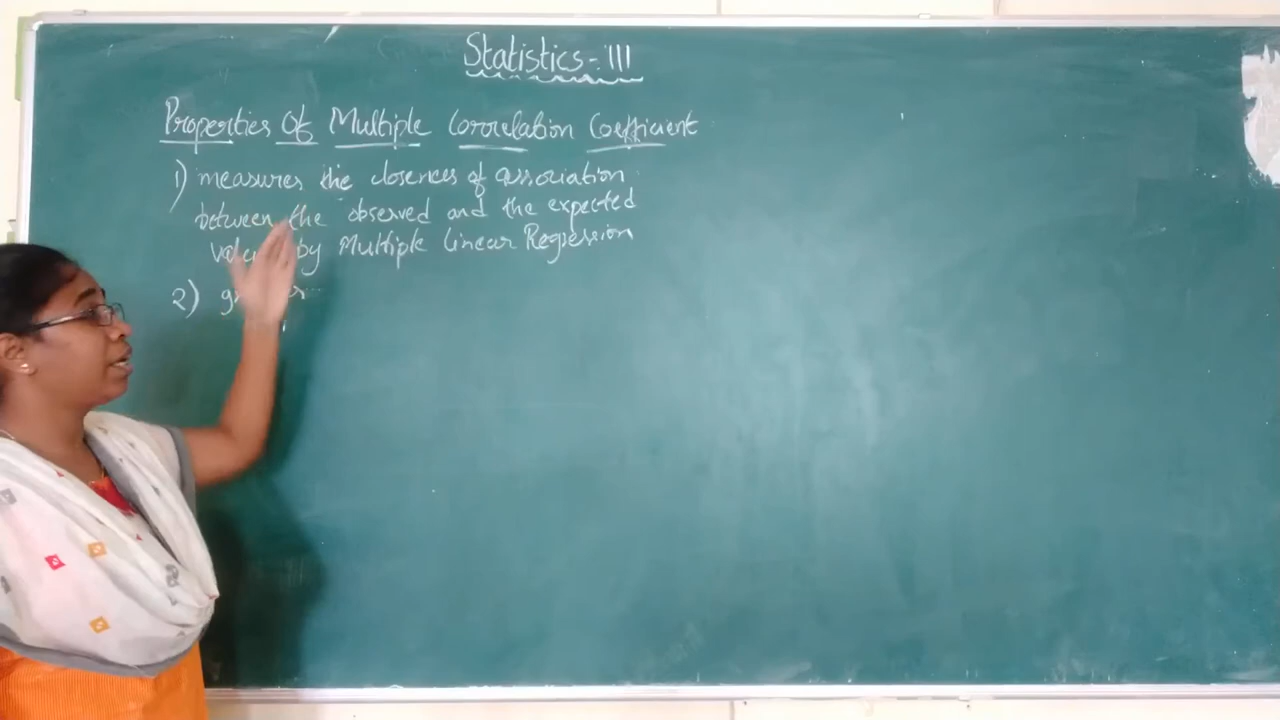 Statistics - III
Properties Of Multiple Correlation Coefficient
1) measures the closences of association
between the observed and the expected
by Multiple linear Regression
2)